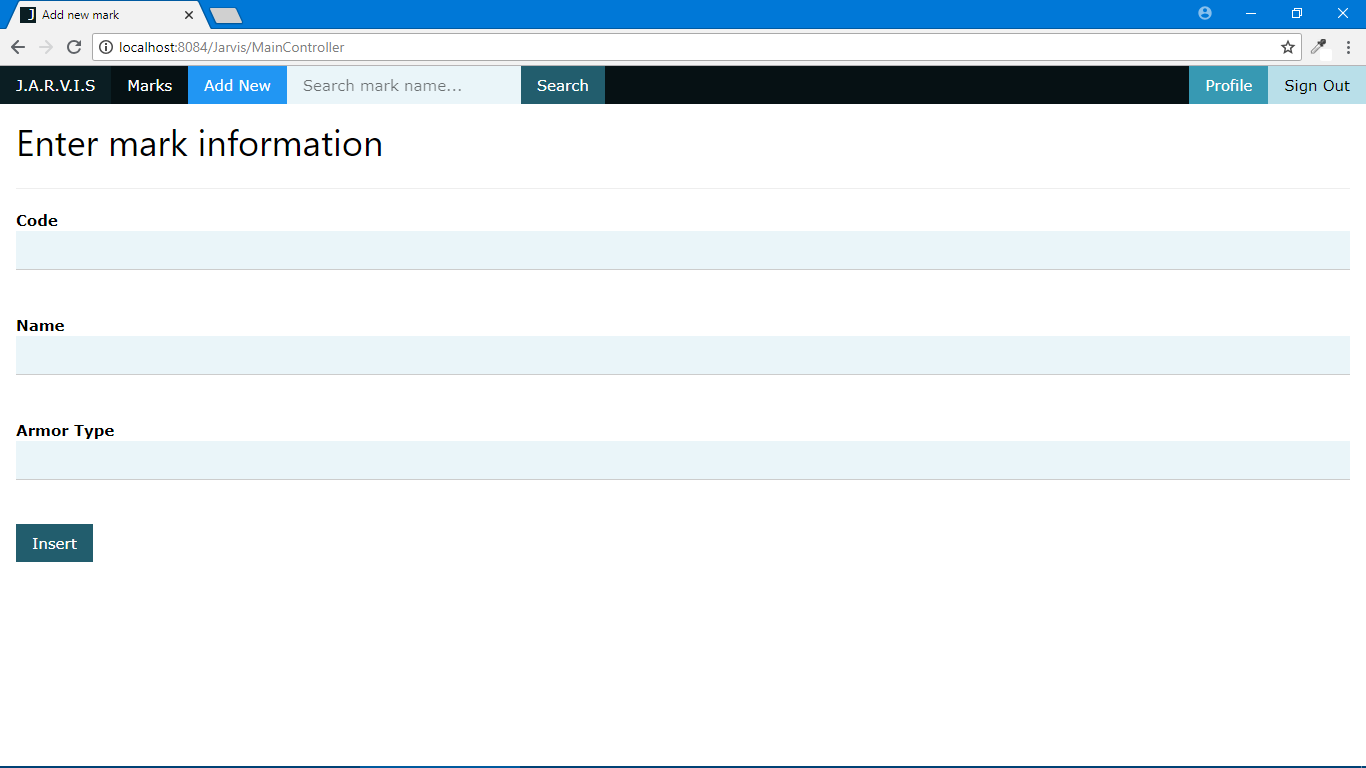 Add new mark
localhost:8084/Jarvis/MainController
J.A.R.V.I.S Marks Add New Search mark name... Search Profile Sign Out
Enter mark information
Code
Name
Armor Type
Insert